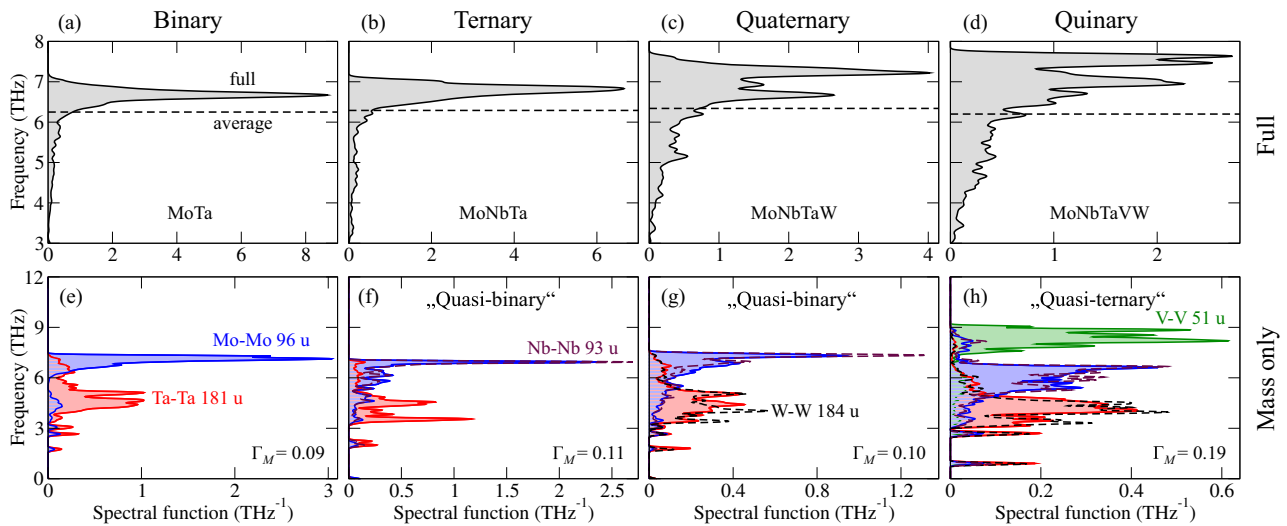 Binary
Ternary
Quaternary
Quinary
(a)
(b)
(c)
(d)
Frequency (THz)
8
7
6
5
4
3
full
average
MoTa
MoNbTa
MoNbTaW
MoNbTaVW
Full
0 2 4 6 8
0 2 4 6
0 1 2 3 4
0 1 2
(e)
(f)
(g)
(h)
„Quasi-binary“
„Quasi-binary“
„Quasi-ternary“
Frequency (THz)
12
9
6
3
0
Mo-Mo 96 u
Ta-Ta 181 u
Nb-Nb 93 u
W-W 184 u
V-V 51 u
Γ_M = 0.09
Γ_M = 0.11
Γ_M = 0.10
Γ_M = 0.19
Mass only
0 1 2 3
0 0.5 1 1.5 2 2.5
0 0.4 0.8 1.2
0 0.2 0.4 0.6
Spectral function (THz⁻¹)
Spectral function (THz⁻¹)
Spectral function (THz⁻¹)
Spectral function (THz⁻¹)